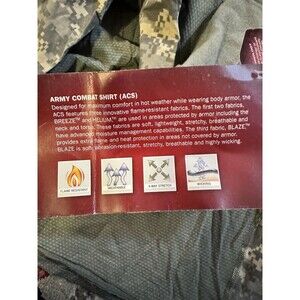 ARMY COMBAT SHIRT (ACS)
Designed for maximum comfort in hot weather while wearing body armor, the
ACS features three innovative flame-resistant fabrics. The first two fabrics,
BREEZE™ and HELIUM™ are used in areas protected by armor including the
neck and torso. These fabrics are soft, lightweight, stretchy, breathable and
have advanced moisture management capabilities. The third fabric, BLAZE™
provides extra flame and heat protection in areas not covered by armor.
BLAZE is soft, abrasion-resistant, stretchy, breathable and highly wicking.
FLAME RESISTANT
BREATHABLE
4-WAY STRETCH
WICKING